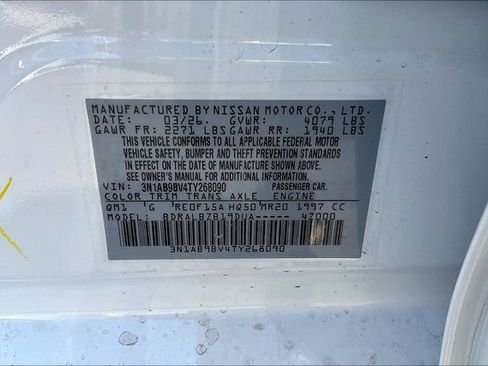 MANUFACTURED BY NISSAN MOTOR CO., LTD.
DATE: 03/26. GVWR: 4079 LBS
GAWR FR: 2271 LBS GAWR RR: 1940 LBS
THIS VEHICLE CONFORMS TO ALL APPLICABLE
FEDERAL MOTOR VEHICLE
SAFETY, BUMPER AND THEFT PREVENTION STANDARDS IN
EFFECT ON THE DATE OF MANUFACTURE SHOWN ABOVE.
SEE OWNER'S MANUAL FOR ADDITIONAL INFORMATION
VIN: 3N1AB9BV4TY268090 PASSENGER CAR.
COLOR TRIM TRANS AXLE ENGINE
QM1 G RE0F15A HQ50 MR20 1997 CC
MODEL: BDRALBZB19DUA----- 47000
3N1AB9BV4TY268090